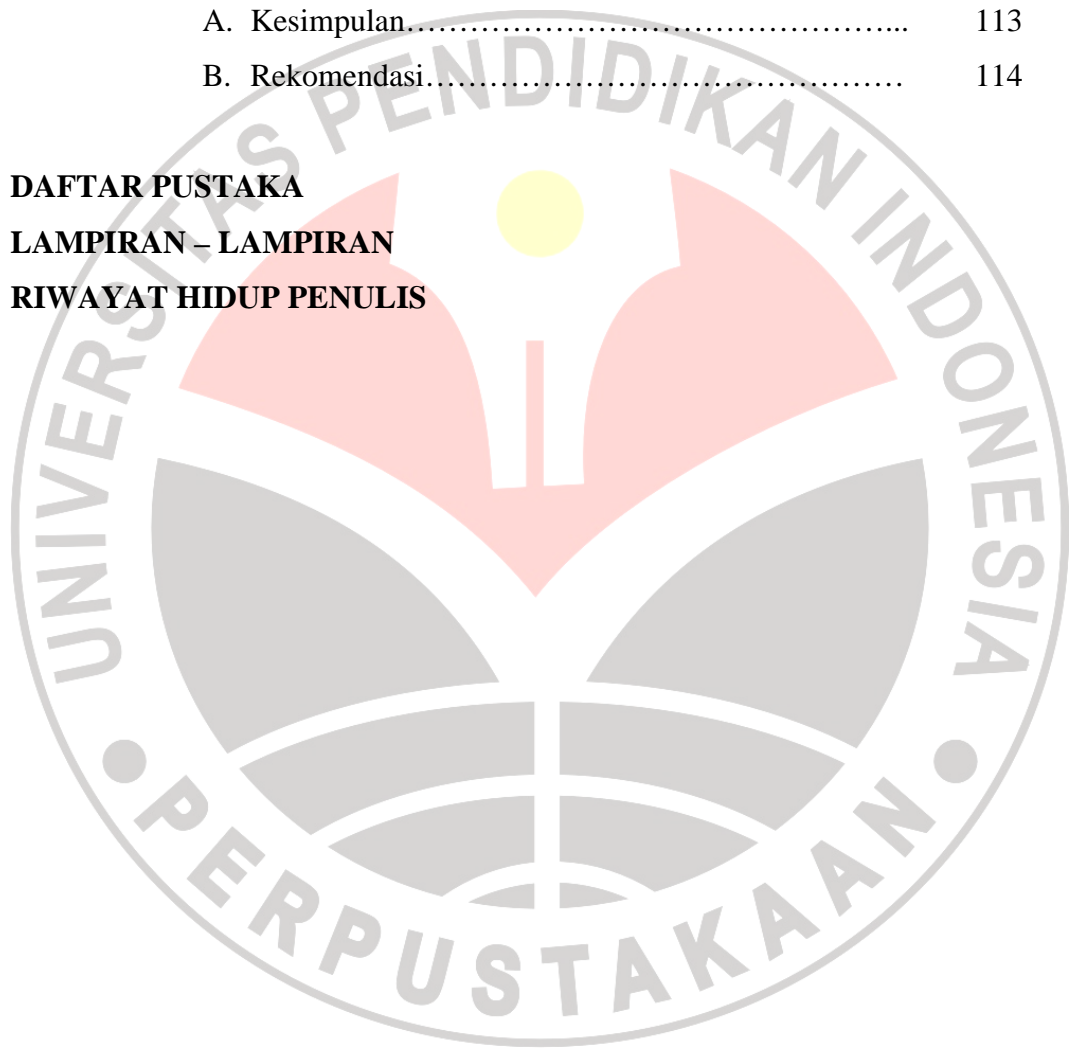 A. Kesimpulan………………………………………... 113
B. Rekomendasi……………………………………… 114
DAFTAR PUSTAKA
LAMPIRAN – LAMPIRAN
RIWAYAT HIDUP PENULIS
UNIVERSITAS PENDIDIKAN INDONESIA
PERPUSTAKAAN